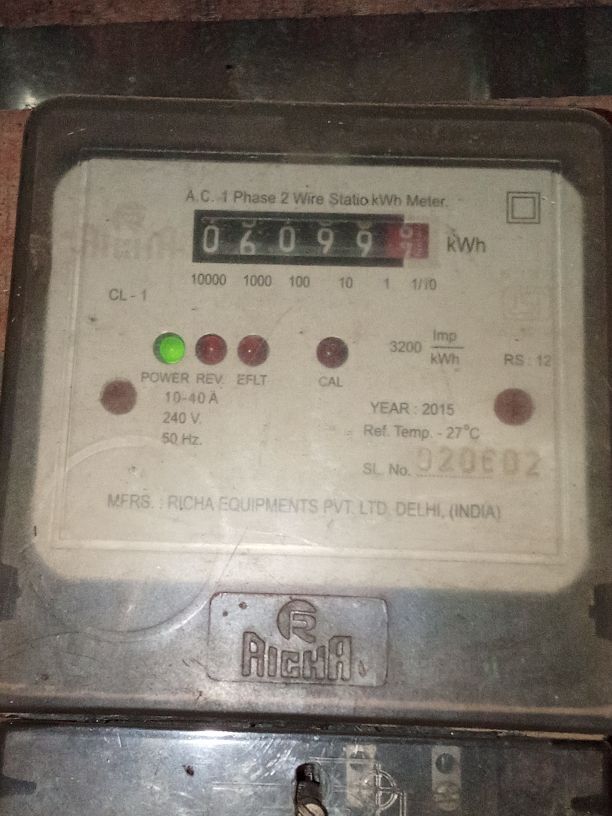 A.C. 1 Phase 2 Wire Static kWh Meter
0 6 0 9 9 kWh
10000 1000 100 10 1 1/10
CL - 1
3200 Imp/kWh
RS : 12
POWER REV. EFLT CAL
10-40 A
240 V.
50 Hz.
YEAR : 2015
Ref. Temp. - 27°C
SL. No. 920602
MFRS. : RICHA EQUIPMENTS PVT. LTD. DELHI, (INDIA)
R
RICHA